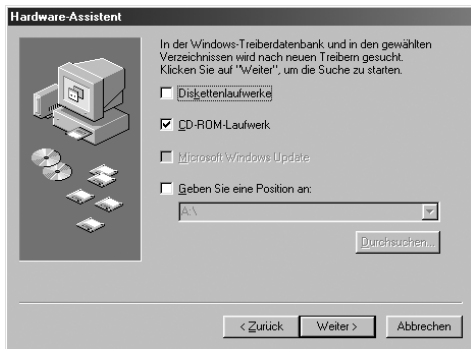 Hardware-Assistent
In der Windows-Treiberdatenbank und in den gewählten
Verzeichnissen wird nach neuen Treibern gesucht.
Klicken Sie auf "Weiter", um die Suche zu starten.
Diskettenlaufwerke
CD-ROM-Laufwerk
Microsoft Windows Update
Geben Sie eine Position an:
A:\
Durchsuchen...
< Zurück Weiter > Abbrechen